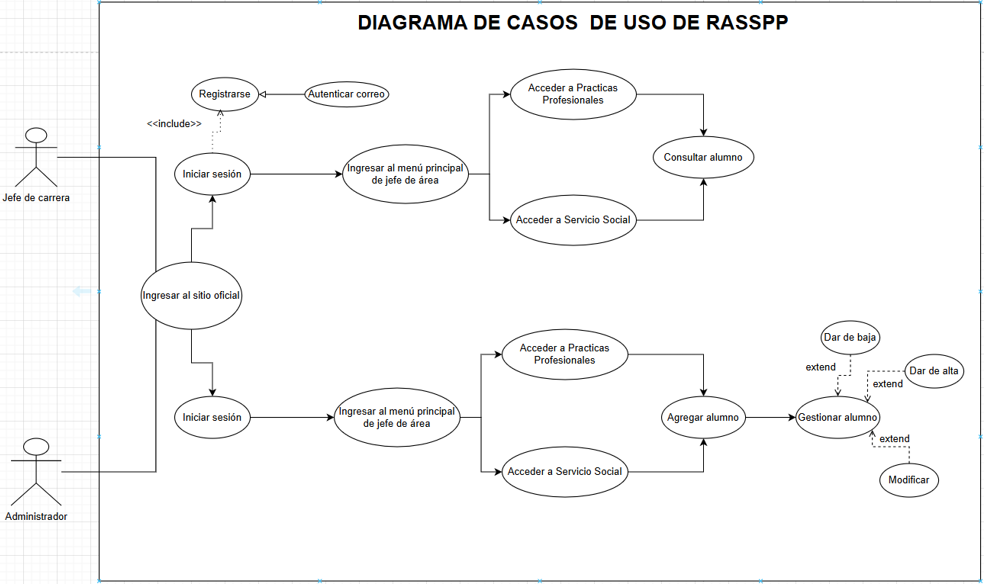 DIAGRAMA DE CASOS DE USO DE RASSPP
Registrarse
Autenticar correo
<<include>>
Acceder a Practicas
Profesionales
Jefe de carrera
Iniciar sesión
Ingresar al menú principal
de jefe de área
Consultar alumno
Acceder a Servicio Social
Ingresar al sitio oficial
Acceder a Practicas
Profesionales
Dar de baja
extend
Dar de alta
extend
Iniciar sesión
Ingresar al menú principal
de jefe de área
Agregar alumno
Gestionar alumno
extend
Acceder a Servicio Social
Modificar
Administrador